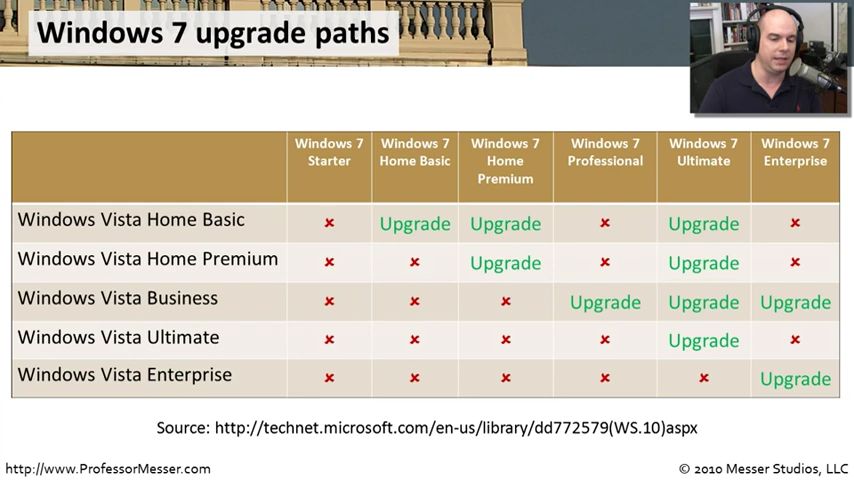 Windows 7 upgrade paths
Windows 7 Starter | Windows 7 Home Basic | Windows 7 Home Premium | Windows 7 Professional | Windows 7 Ultimate | Windows 7 Enterprise
Windows Vista Home Basic | ✘ | Upgrade | Upgrade | ✘ | Upgrade | ✘
Windows Vista Home Premium | ✘ | ✘ | Upgrade | ✘ | Upgrade | ✘
Windows Vista Business | ✘ | ✘ | ✘ | Upgrade | Upgrade | Upgrade
Windows Vista Ultimate | ✘ | ✘ | ✘ | ✘ | Upgrade | ✘
Windows Vista Enterprise | ✘ | ✘ | ✘ | ✘ | ✘ | Upgrade
Source: http://technet.microsoft.com/en-us/library/dd772579(WS.10)aspx
http://www.ProfessorMesser.com
© 2010 Messer Studios, LLC